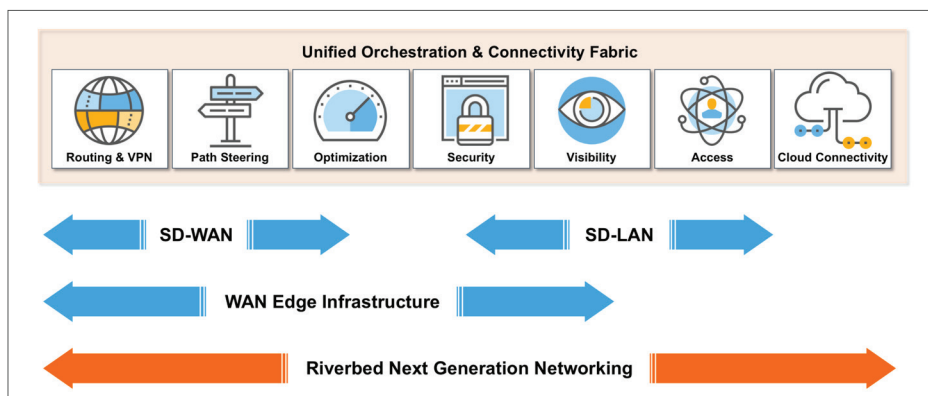 Unified Orchestration & Connectivity Fabric
Routing & VPN
Path Steering
Optimization
Security
Visibility
Access
Cloud Connectivity
SD-WAN
SD-LAN
WAN Edge Infrastructure
Riverbed Next Generation Networking